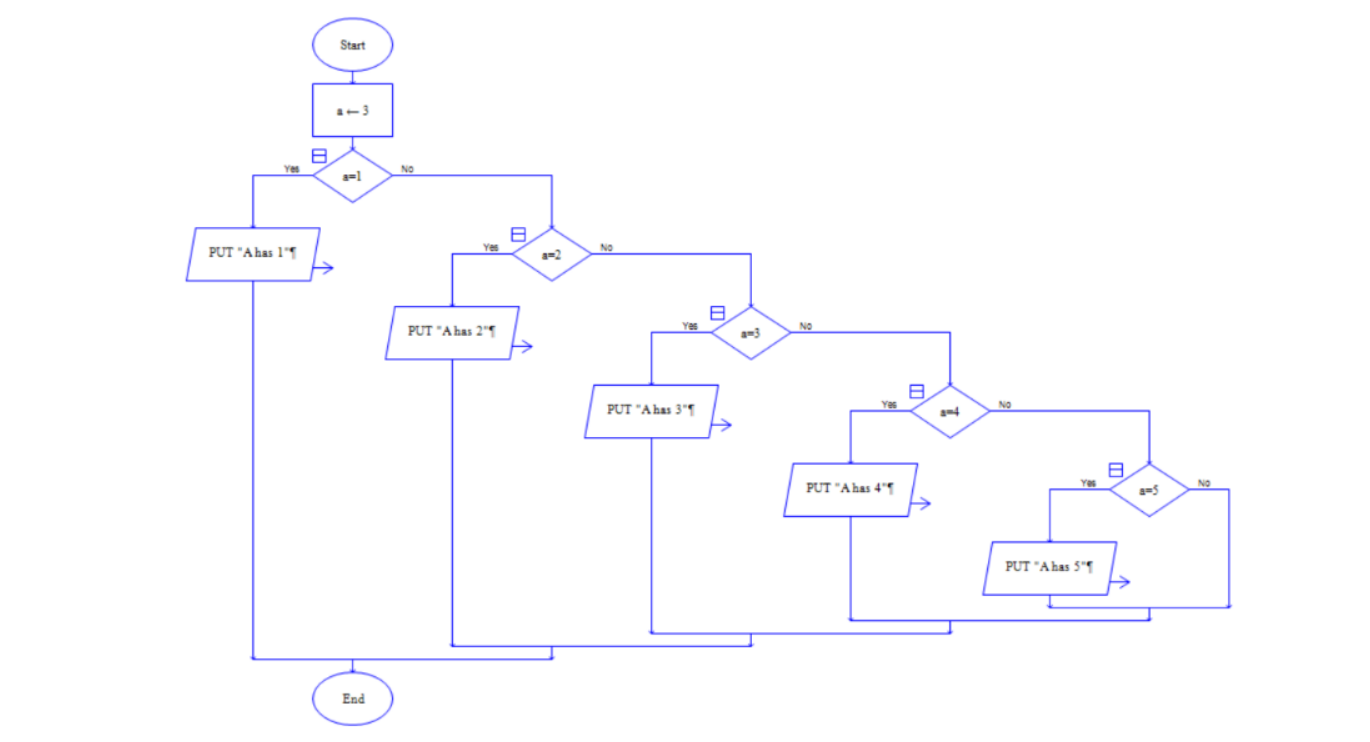 Start
a ← 3
Yes
a=1
No
PUT "A has 1"¶
Yes
a=2
No
PUT "A has 2"¶
Yes
a=3
No
PUT "A has 3"¶
Yes
a=4
No
PUT "A has 4"¶
Yes
a=5
No
PUT "A has 5"¶
End